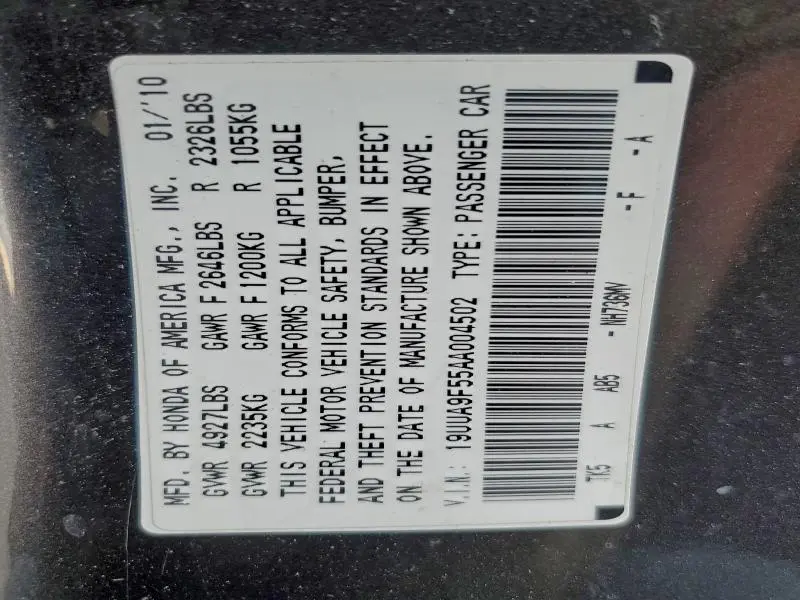 MFD. BY HONDA OF AMERICA MFG., INC. 01/'10
GVWR 4927LBS GAWR F 2646LBS R 2326LBS
GVWR 2235KG GAWR F 1200KG R 1055KG
THIS VEHICLE CONFORMS TO ALL APPLICABLE
FEDERAL MOTOR VEHICLE SAFETY, BUMPER,
AND THEFT PREVENTION STANDARDS IN EFFECT
ON THE DATE OF MANUFACTURE SHOWN ABOVE.
V.I.N.: 19UUA9F55AA004502 TYPE: PASSENGER CAR
TK5 A AB5 -NH736MV -F -A